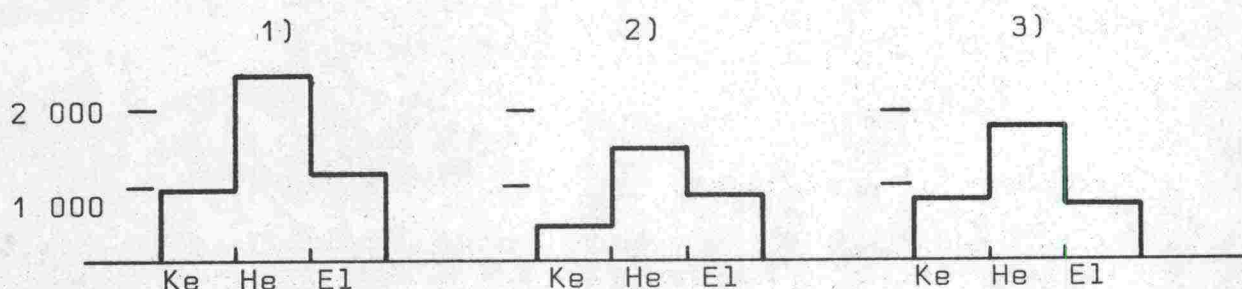 1) 2) 3)
2 000
1 000
Ke He El Ke He El Ke He El